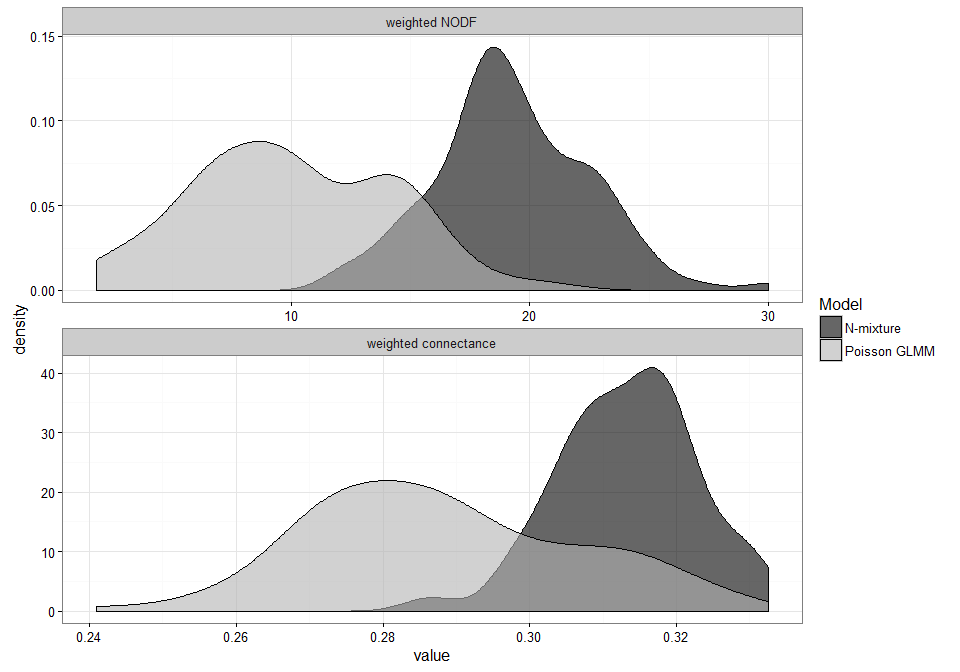 weighted NODF
0.15
0.10
0.05
0.00
10 20 30
density
weighted connectance
40
30
20
10
0
0.24 0.26 0.28 0.30 0.32
value
Model
N-mixture
Poisson GLMM